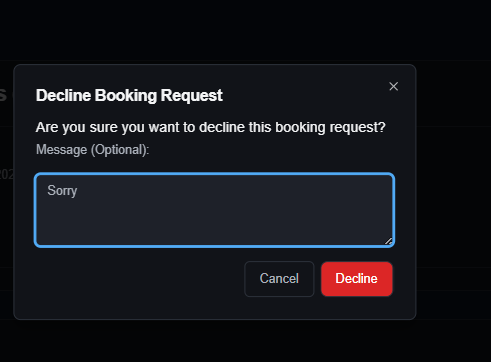 Decline Booking Request
Are you sure you want to decline this booking request?
Message (Optional):
Sorry
Cancel
Decline